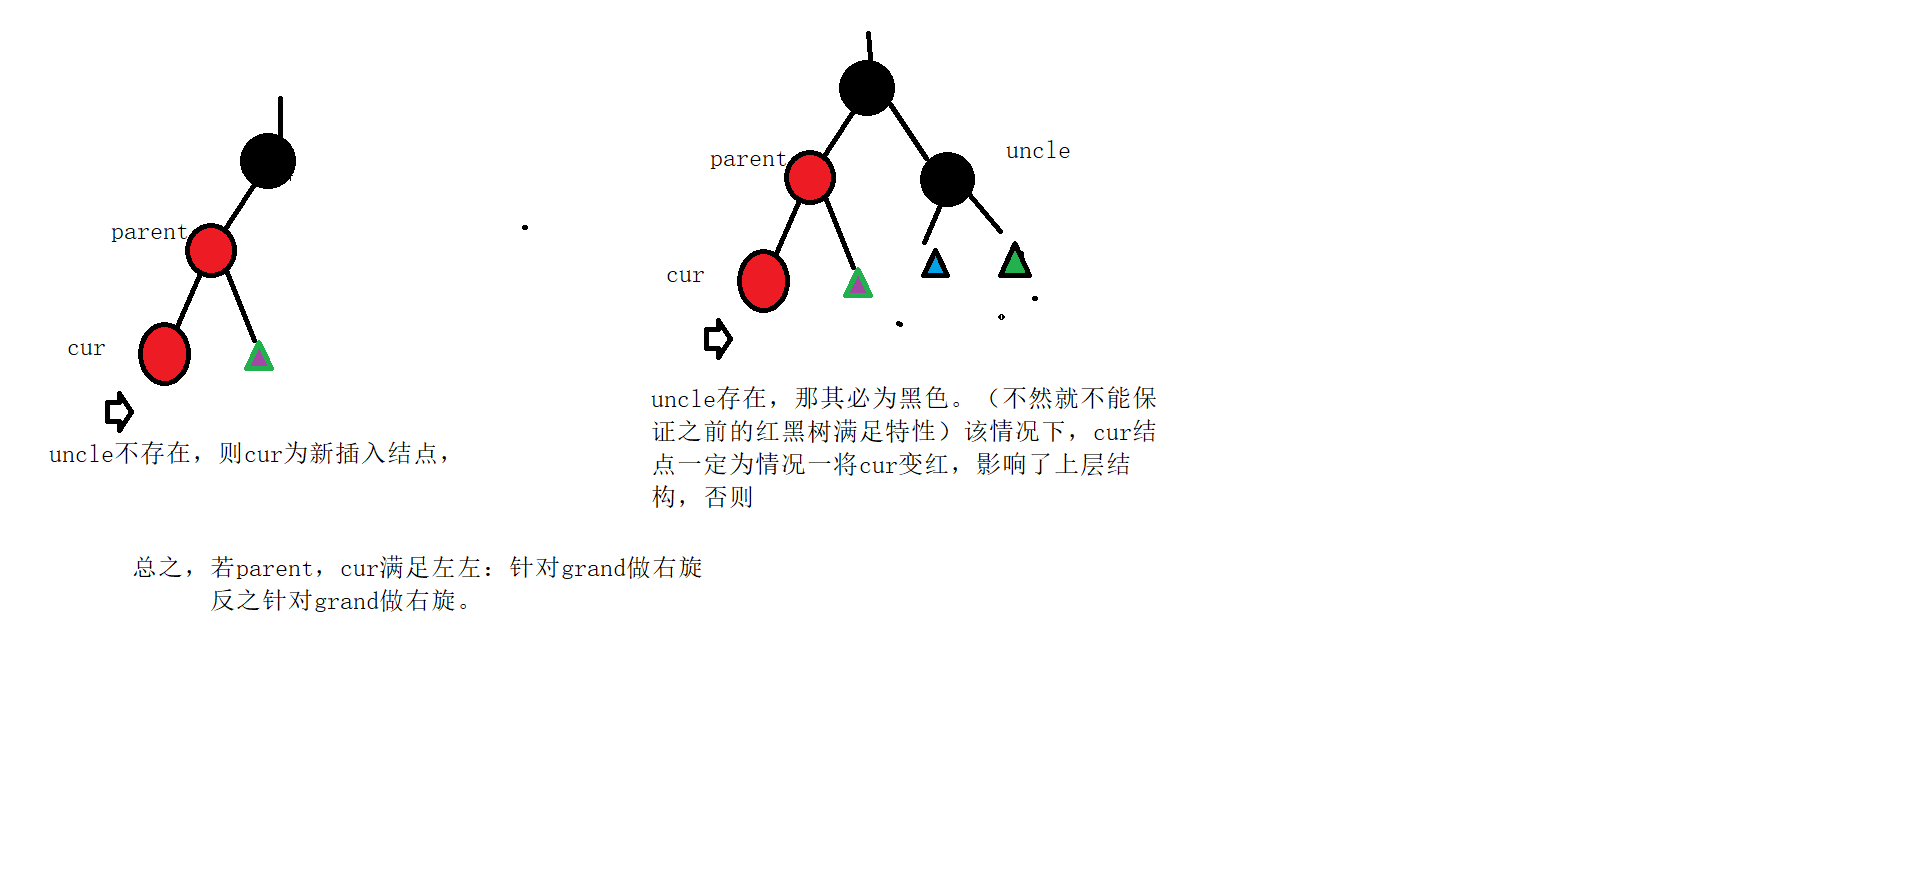 parent
cur
uncle不存在，则cur为新插入结点，
parent
uncle
cur
uncle存在，那其必为黑色。（不然就不能保
证之前的红黑树满足特性）该情况下，cur结
点一定为情况一将cur变红，影响了上层结
构，否则
总之，若parent，cur满足左左：针对grand做右旋
反之针对grand做右旋。